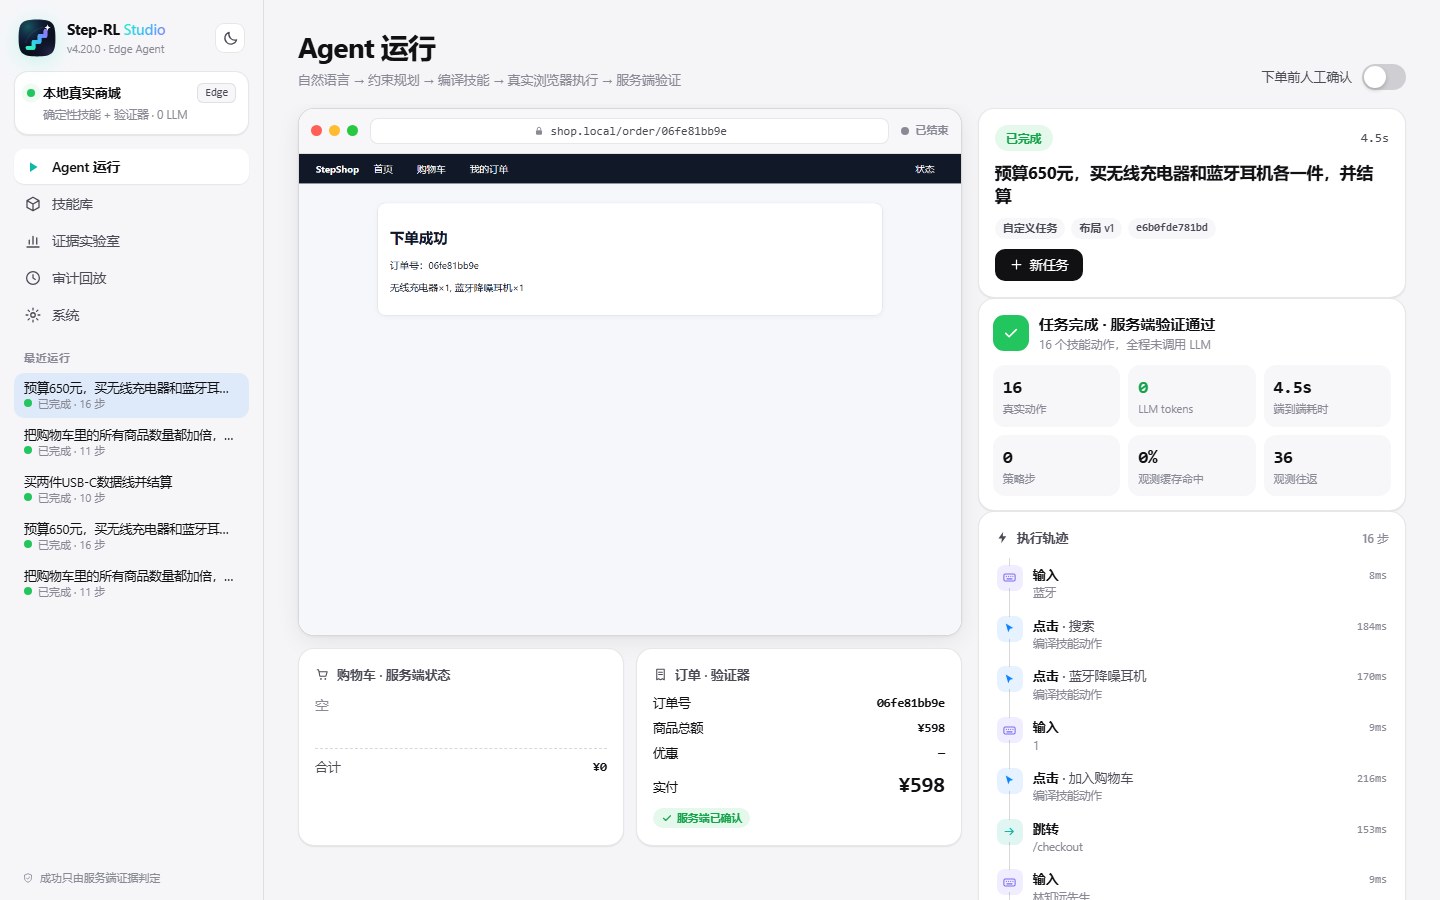 Step-RL Studio
v4.20.0 · Edge Agent
本地真实商城
Edge
确定性技能 + 验证器 · 0 LLM
Agent 运行
技能库
证据实验室
审计回放
系统
最近运行
预算650元，买无线充电器和蓝牙耳...
已完成 · 16 步
把购物车里的所有商品数量都加倍，...
已完成 · 11 步
买两件USB-C数据线并结算
已完成 · 10 步
预算650元，买无线充电器和蓝牙耳...
已完成 · 16 步
把购物车里的所有商品数量都加倍，...
已完成 · 11 步
成功只由服务端证据判定
Agent 运行
自然语言 → 约束规划 → 编译技能 → 真实浏览器执行 → 服务端验证
下单前人工确认
shop.local/order/06fe81bb9e
已结束
StepShop 首页 购物车 我的订单 状态
下单成功
订单号：06fe81bb9e
无线充电器×1, 蓝牙降噪耳机×1
购物车 · 服务端状态
空
合计 ¥0
订单 · 验证器
订单号 06fe81bb9e
商品总额 ¥598
优惠 —
实付 ¥598
服务端已确认
已完成 4.5s
预算650元，买无线充电器和蓝牙耳机各一件，并结
算
自定义任务 布局 v1 e6b0fde781bd
新任务
任务完成 · 服务端验证通过
16 个技能动作，全程未调用 LLM
16
真实动作
0
LLM tokens
4.5s
端到端耗时
0
策略步
0%
观测缓存命中
36
观测往返
执行轨迹 16 步
输入 8ms
蓝牙
点击 · 搜索 184ms
编译技能动作
点击 · 蓝牙降噪耳机 170ms
编译技能动作
输入 9ms
1
点击 · 加入购物车 216ms
编译技能动作
跳转 153ms
/checkout
输入 9ms